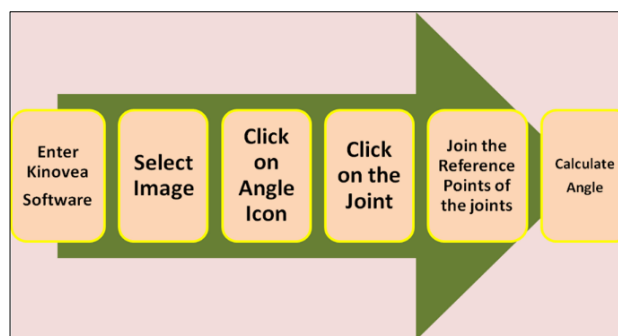 Enter
Kinovea
Software
Select
Image
Click
on
Angle
Icon
Click
on the
Joint
Join the
Reference
Points of
the joints
Calculate
Angle